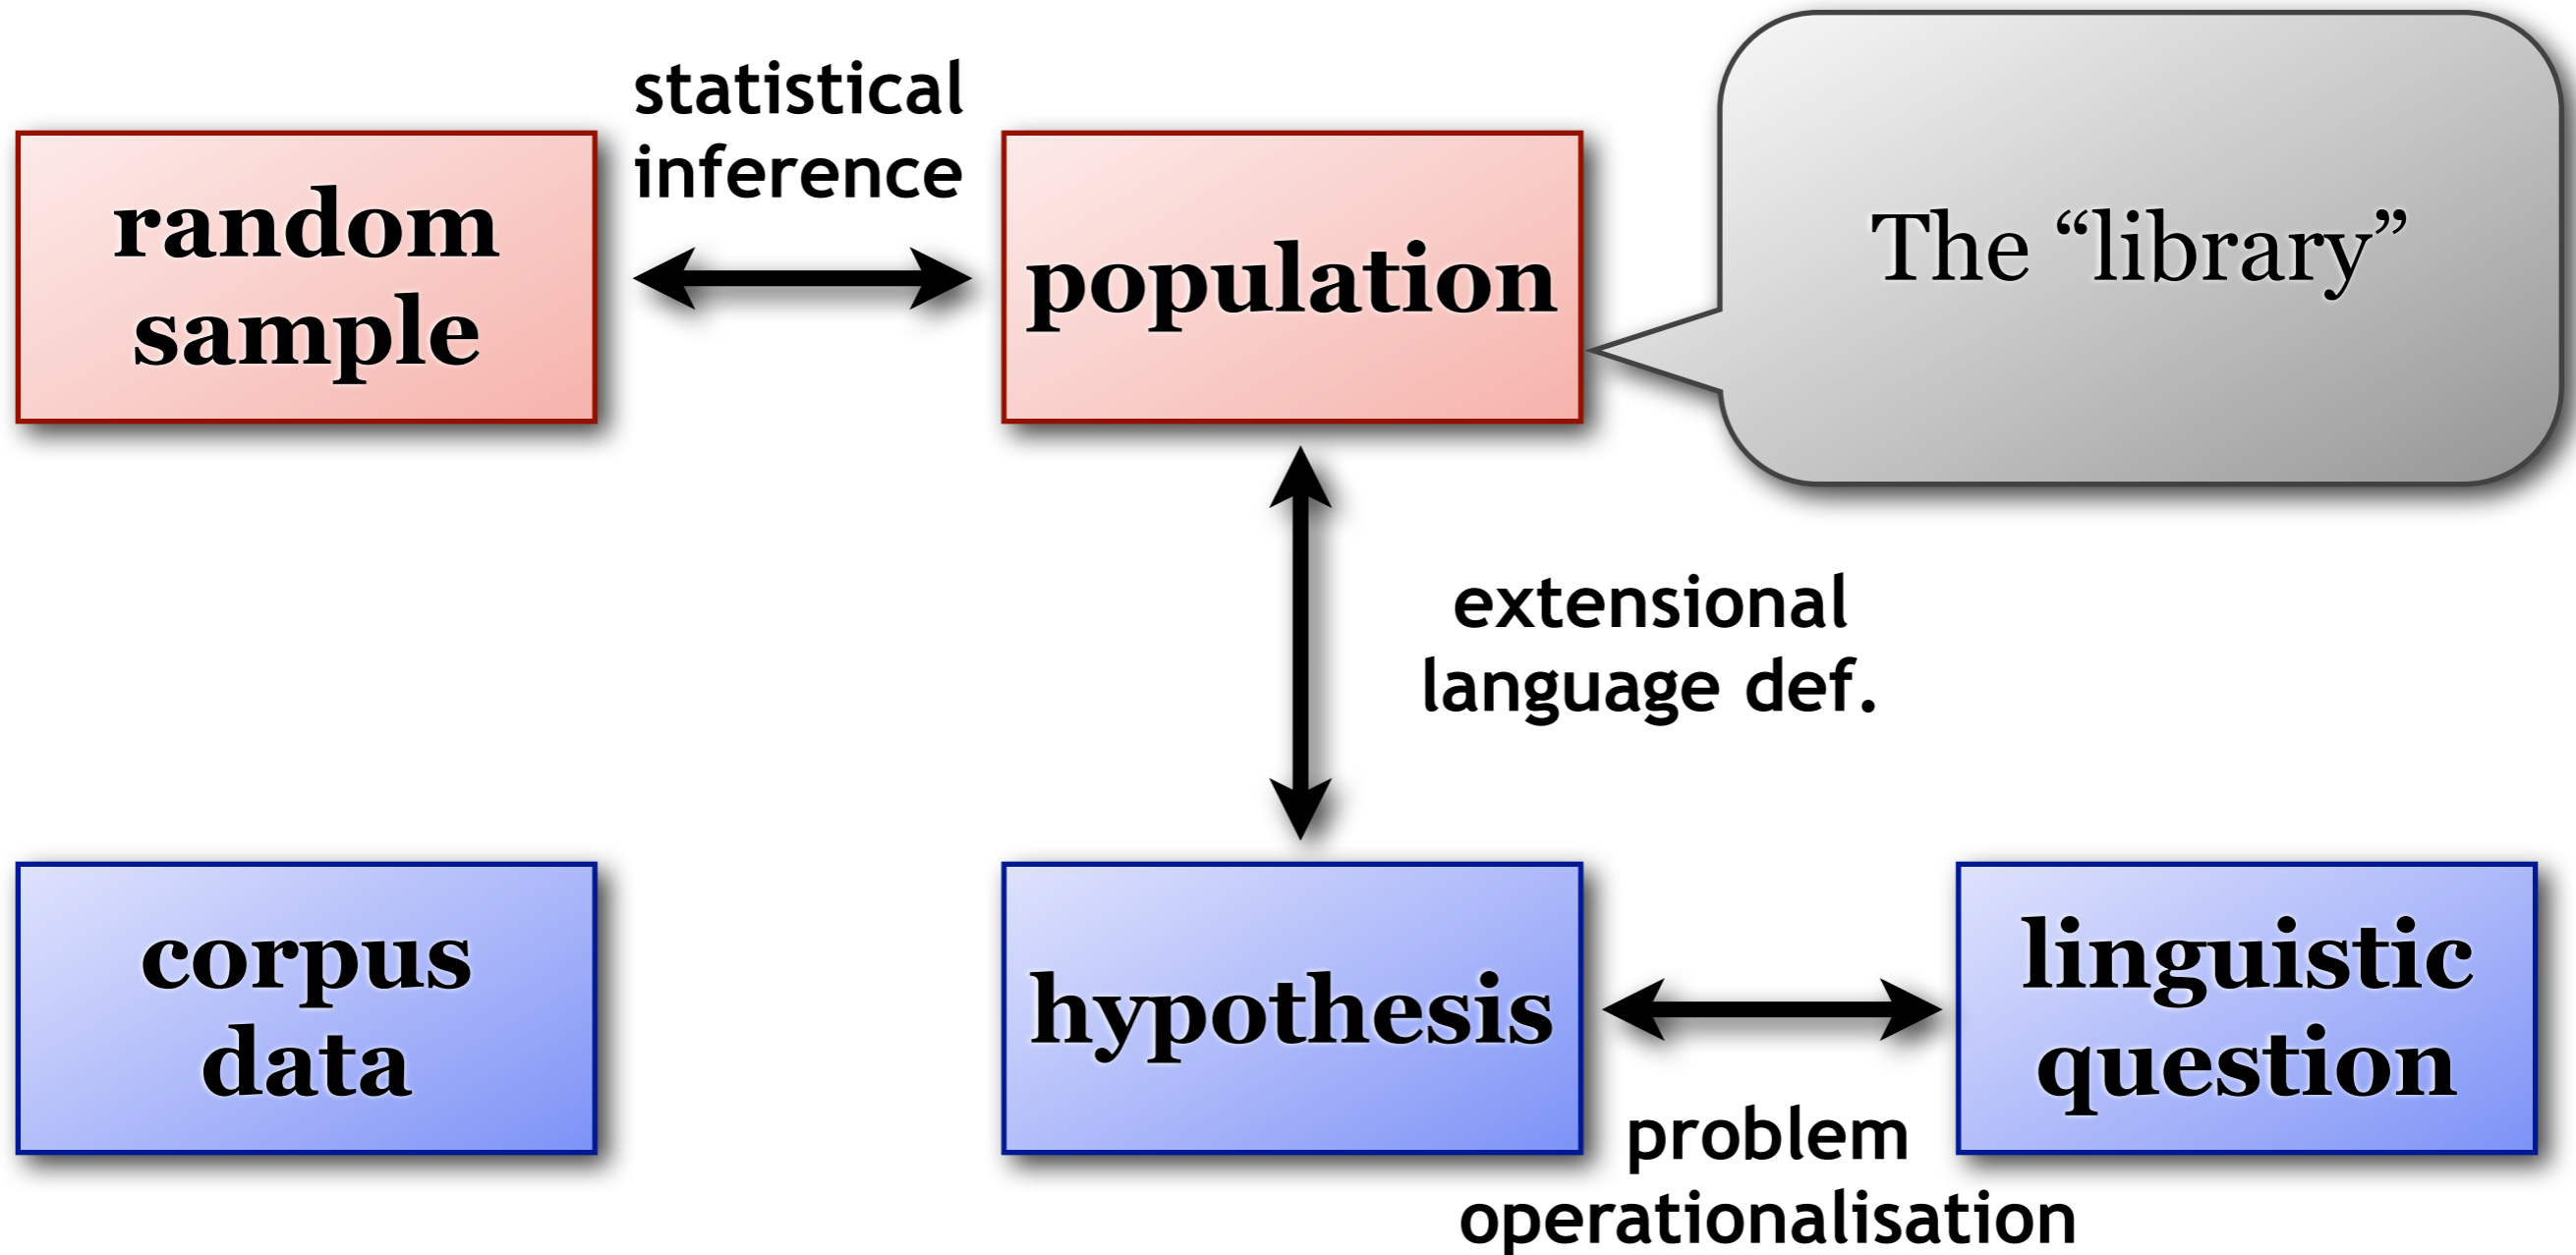 statistical
inference
random
sample
population
The “library”
extensional
language def.
corpus
data
hypothesis
linguistic
question
problem
operationalisation